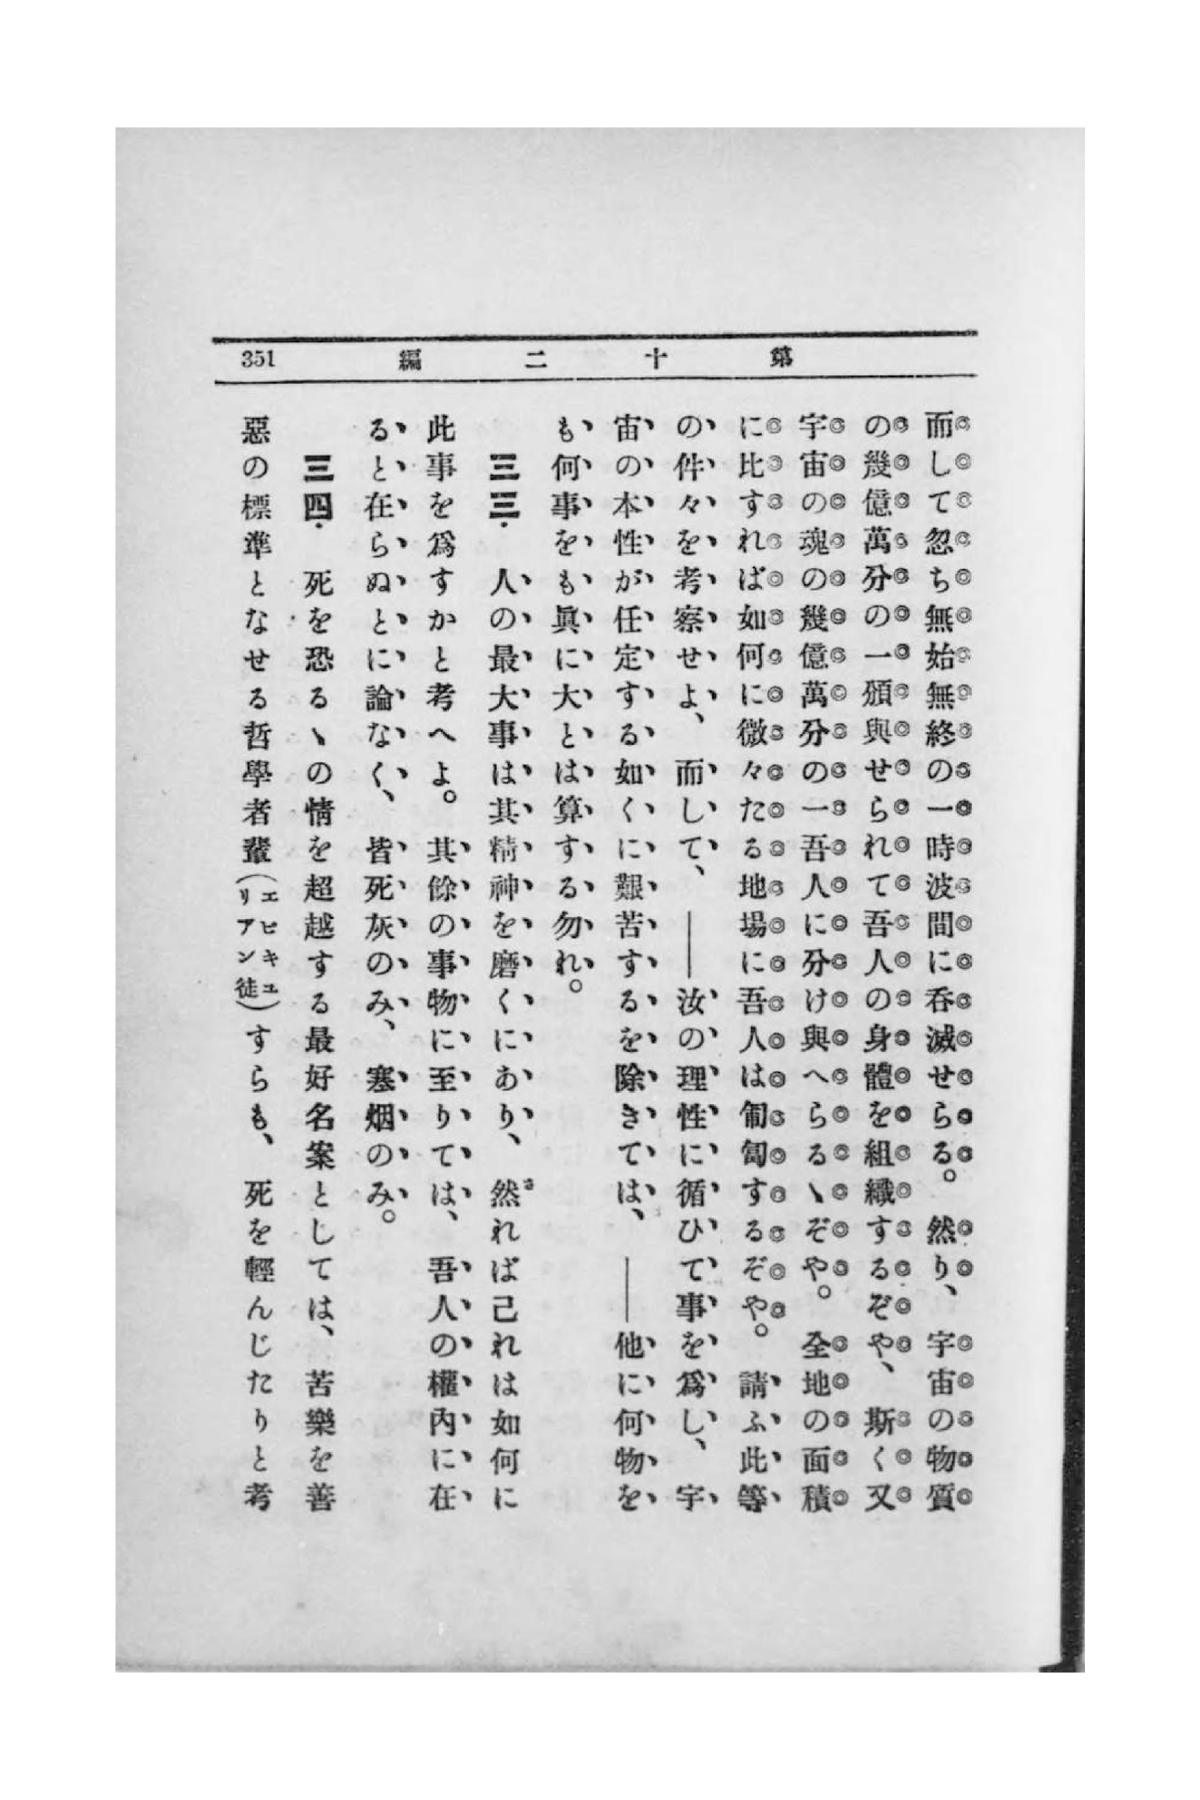 第十二編
351
而して忽ち無始無終の一時波間に呑滅せらる。然り、宇宙の物質
の幾億萬分の一頒與せられて吾人の身體を組織するぞや、斯く又
宇宙の魂の幾億萬分の一吾人に分け與へらるゝぞや。全地の面積
に比すれば如何に微々たる地場に吾人は匍匐するぞや。請ふ此等
の件々を考察せよ、而して、――汝の理性に循ひて事を爲し、宇
宙の本性が任定する如くに艱苦するを除きては、――他に何物を
も何事をも眞に大とは算する勿れ。
三三・人の最大事は其精神を磨くにあり、然れば己れは如何に
此事を爲すかと考へよ。其餘の事物に至りては、吾人の權內に在
ると在らぬとに論なく、皆死灰のみ、塞烟のみ。
三四・死を恐るゝの情を超越する最好名案としては、苦樂を善
惡の標準となせる哲學者輩(エピキュリアン徒)すらも、死を輕んじたりと考